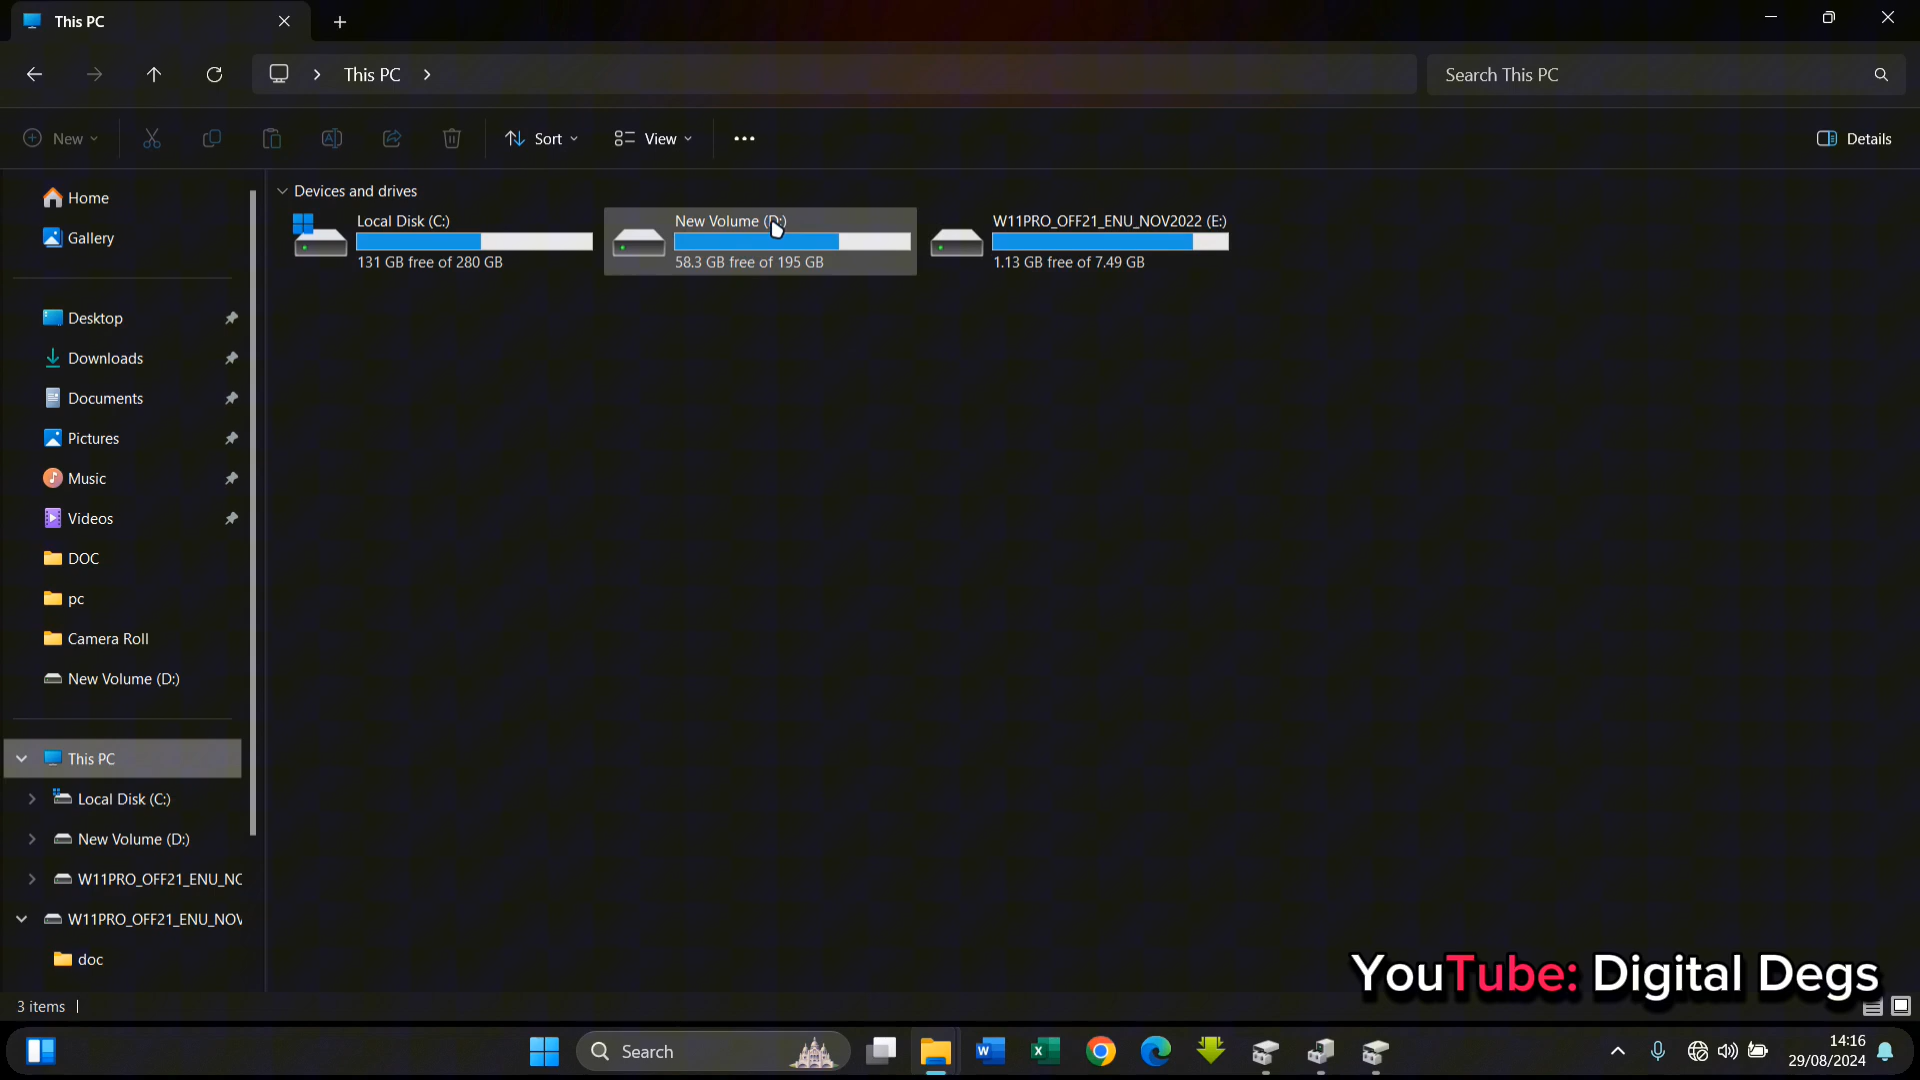 This PC
This PC
Search This PC
New
Sort
View
Details
Home
Gallery
Desktop
Downloads
Documents
Pictures
Music
Videos
DOC
pc
Camera Roll
New Volume (D:)
This PC
Local Disk (C:)
New Volume (D:)
W11PRO_OFF21_ENU_NO
W11PRO_OFF21_ENU_NOV
doc
Devices and drives
Local Disk (C:)
131 GB free of 280 GB
New Volume (D:)
58.3 GB free of 195 GB
W11PRO_OFF21_ENU_NOV2022 (E:)
1.13 GB free of 7.49 GB
YouTube: Digital Degs
3 items
Search
14:16
29/08/2024